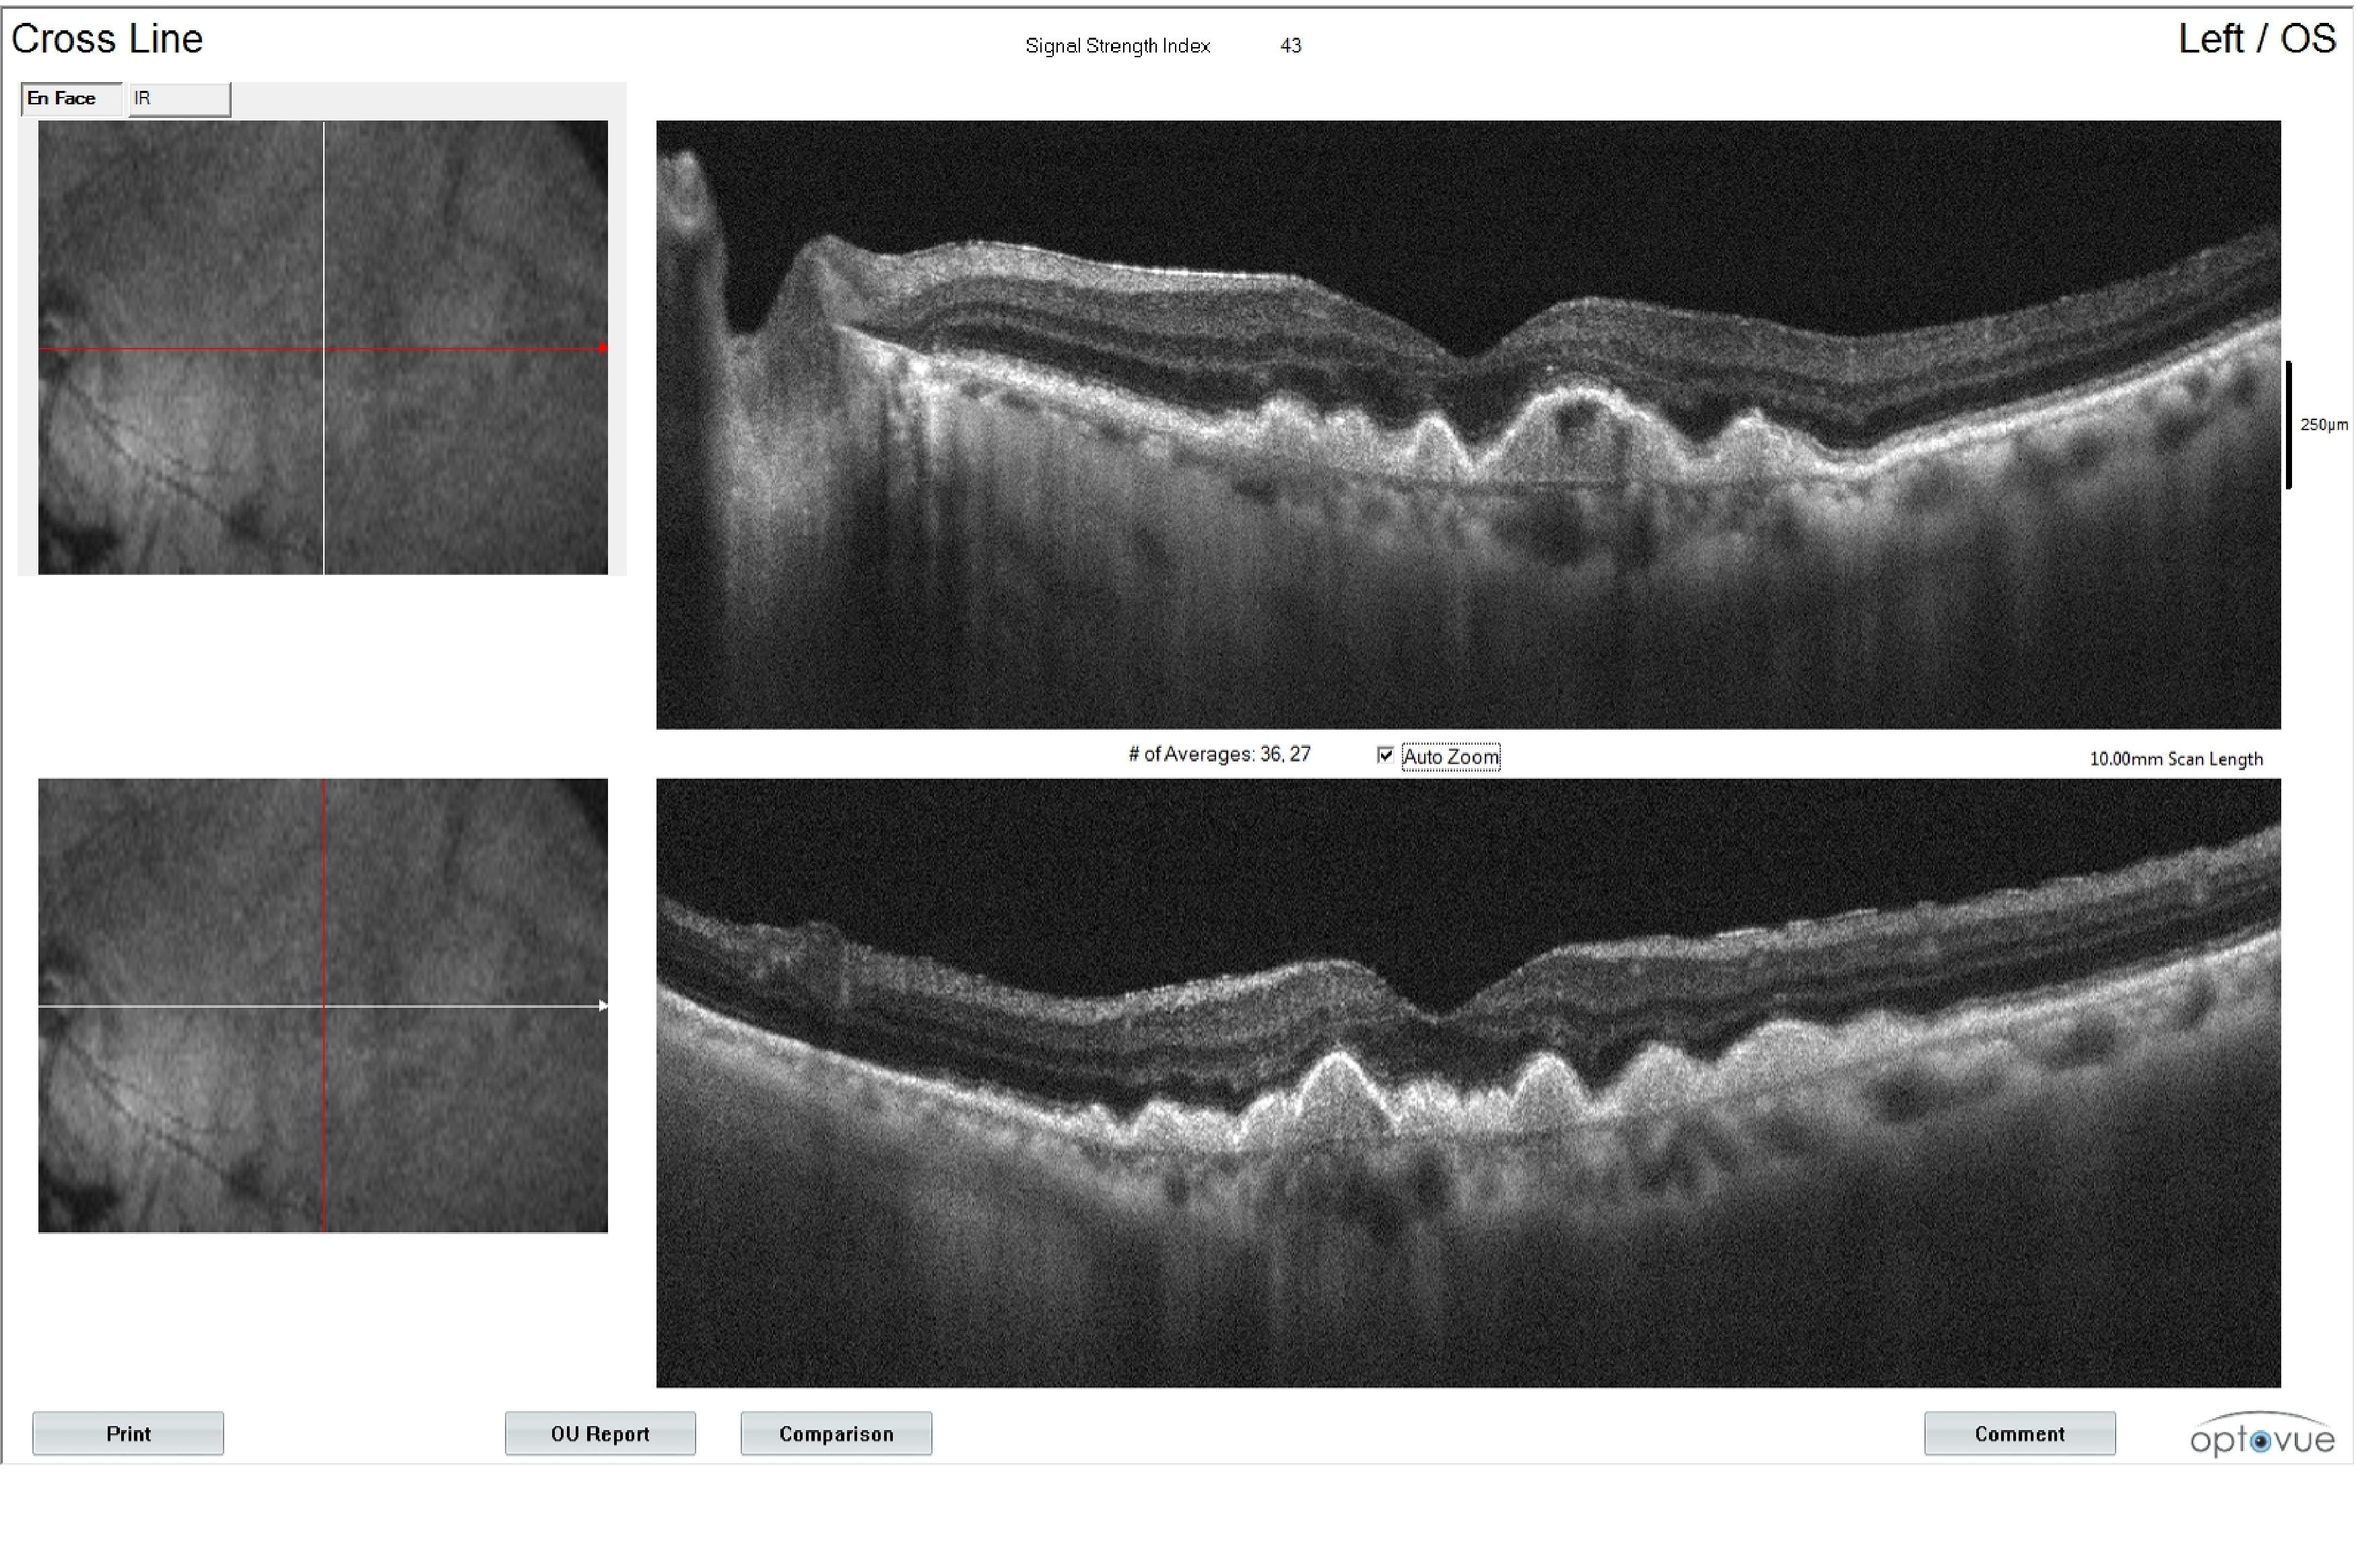 Cross Line
Signal Strength Index 43
Left / OS
En Face
IR
250µm
# of Averages: 36, 27
Auto Zoom
10.00mm Scan Length
Print
OU Report
Comparison
Comment
optovue